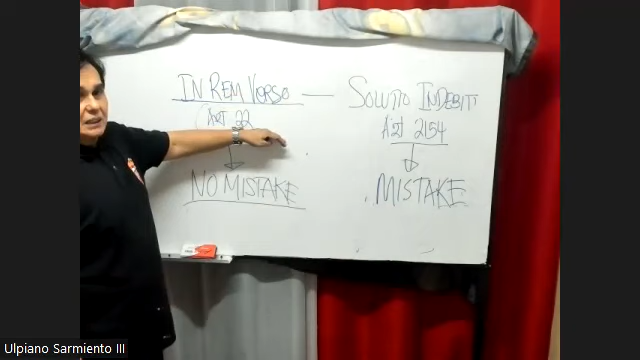 IN REM VERSO — SOLUTIO INDEBITI
Art 22 Art 2154
NO MISTAKE MISTAKE
Ulpiano Sarmiento III